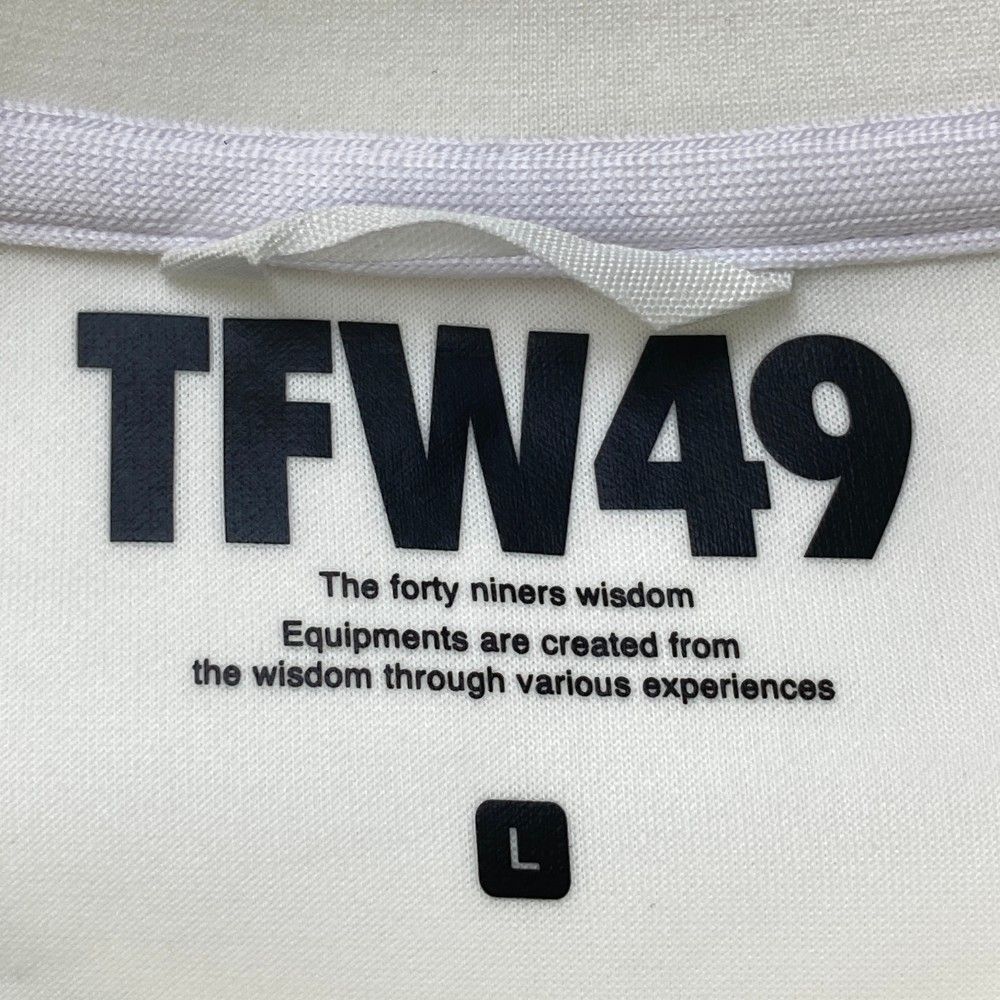 TFW49
The forty niners wisdom
Equipments are created from
the wisdom through various experiences
L